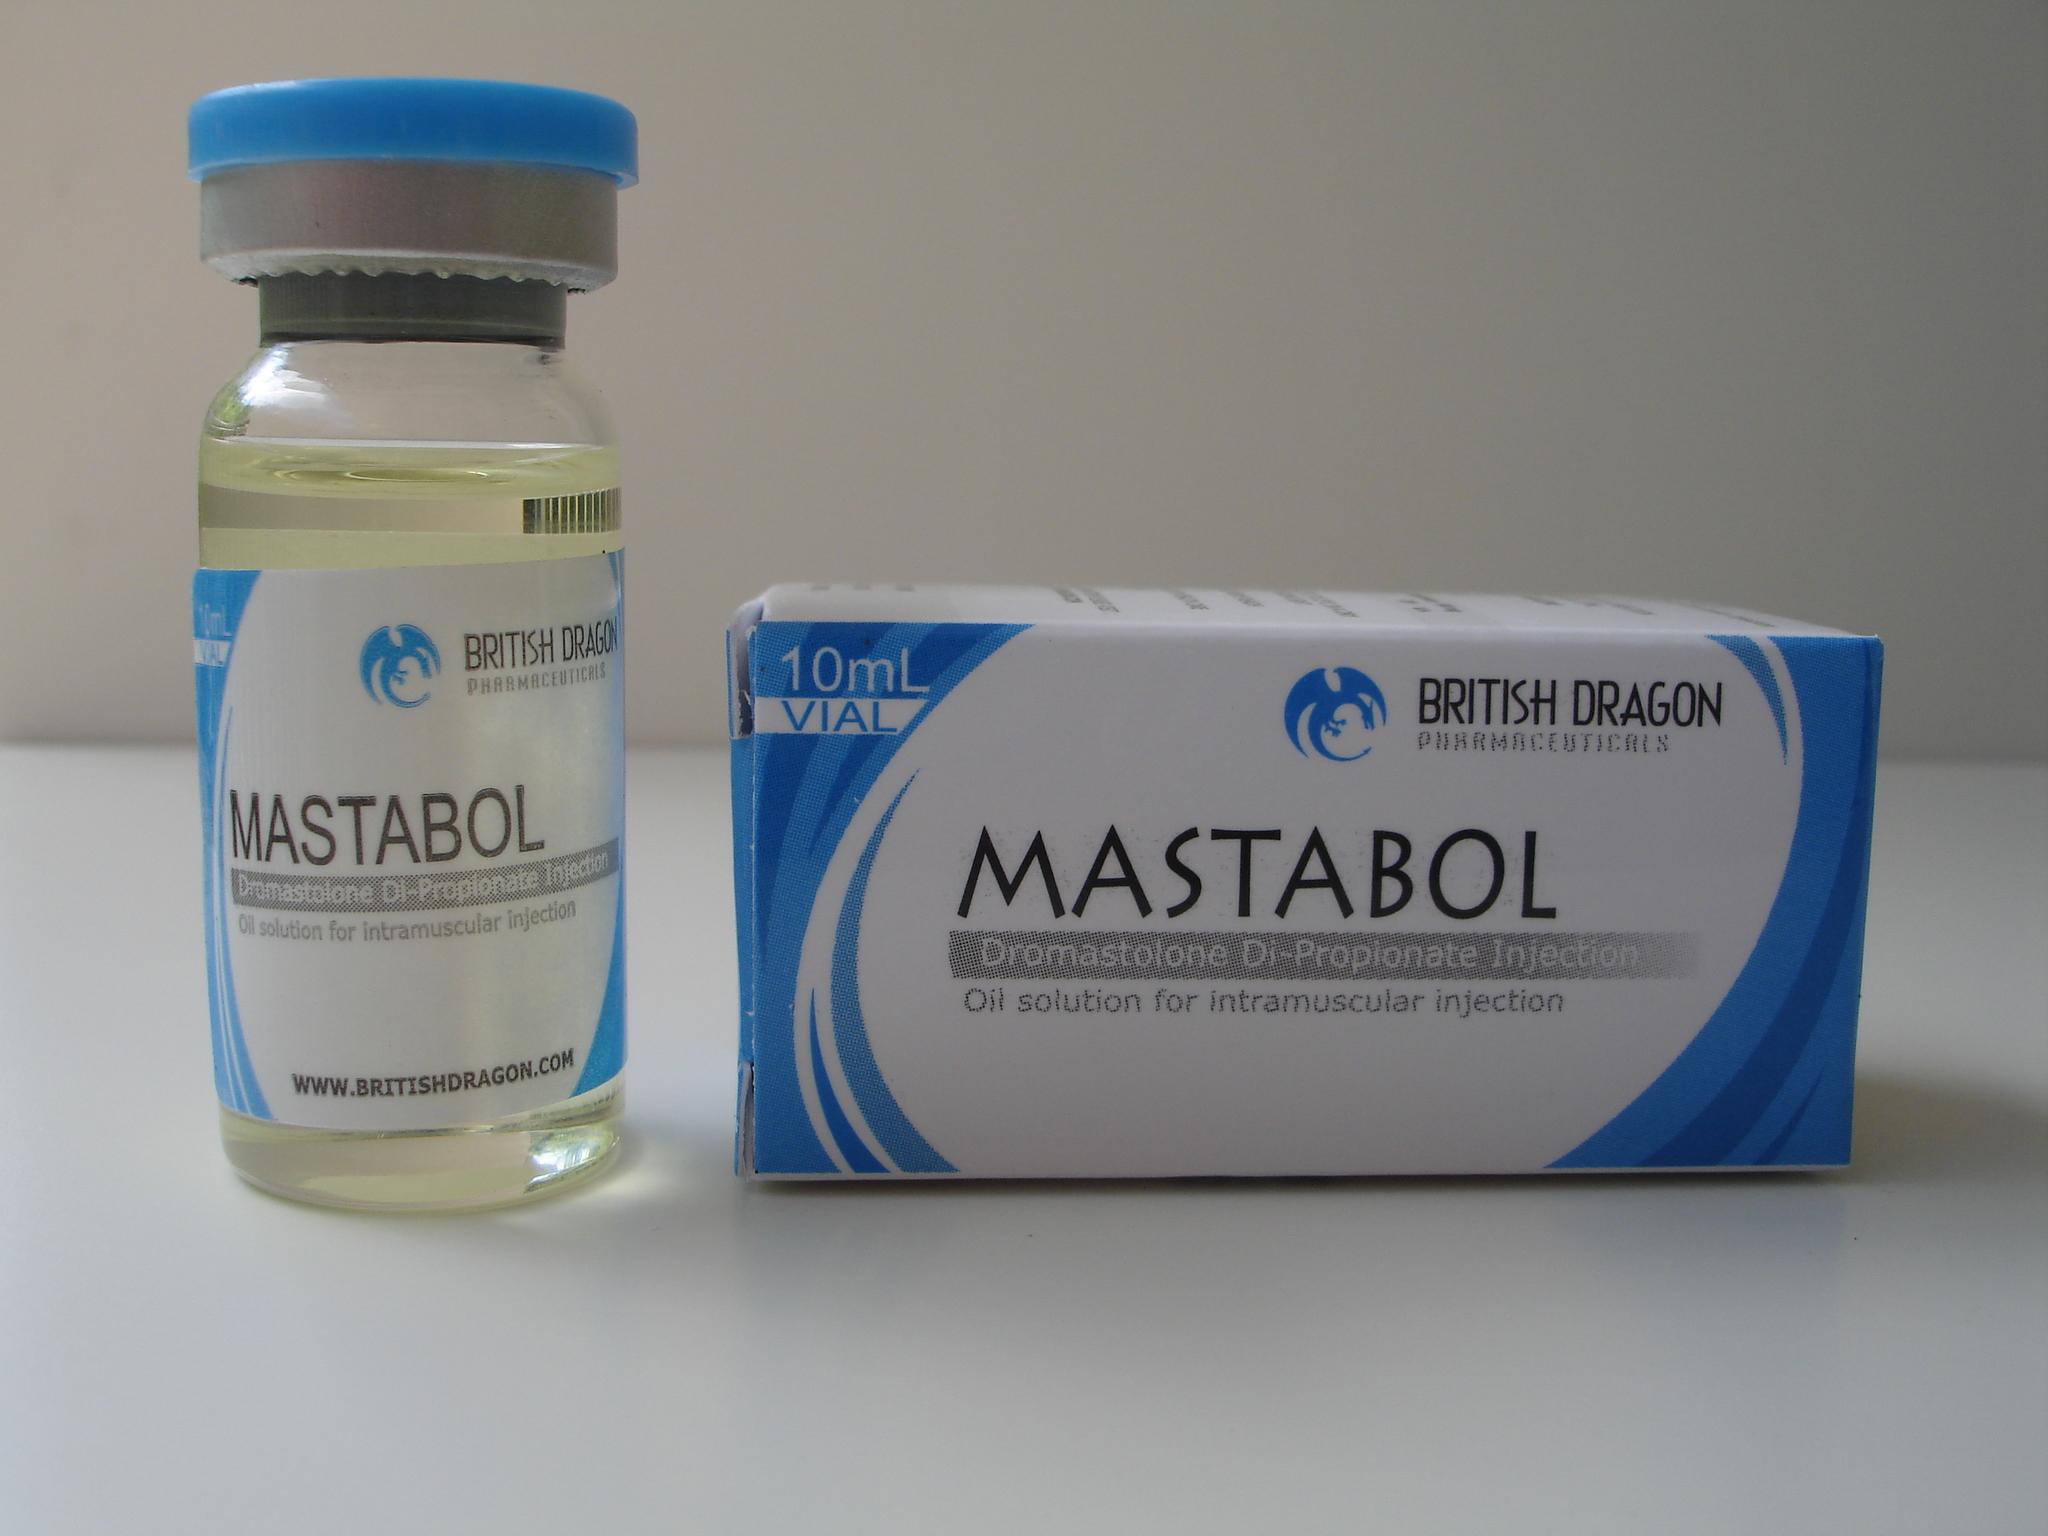 10mL
VIAL
BRITISH DRAGON
PHARMACEUTICALS
MASTABOL
Dromastolone Di-Propionate Injection
Oil solution for intramuscular injection
WWW.BRITISHDRAGON.COM
10mL
VIAL
BRITISH DRAGON
PHARMACEUTICALS
MASTABOL
Dromastolone Di-Propionate Injection
Oil solution for intramuscular injection